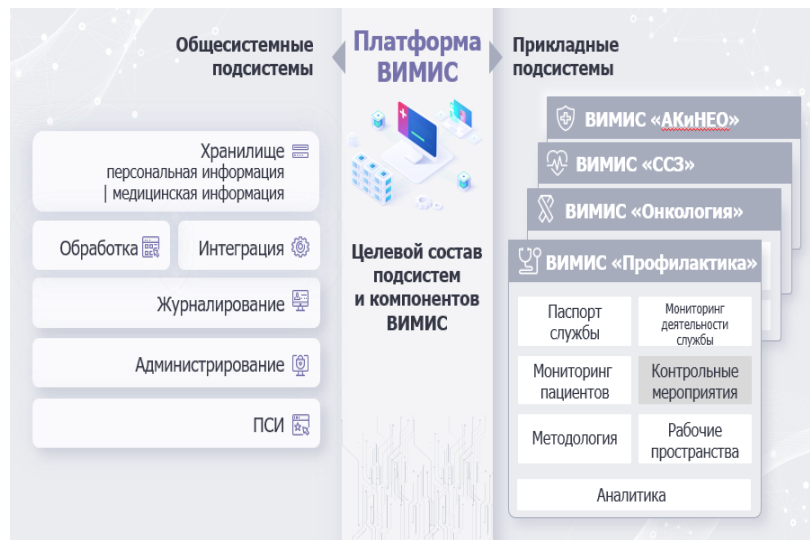 Общесистемные
подсистемы
Платформа
ВИМИС
Прикладные
подсистемы
Хранилище
персональная информация
| медицинская информация
Обработка
Интеграция
Журналирование
Администрирование
ПСИ
Целевой состав
подсистем
и компонентов
ВИМИС
ВИМИС «АКиНЕО»
ВИМИС «ССЗ»
ВИМИС «Онкология»
ВИМИС «Профилактика»
Паспорт
службы
Мониторинг
деятельности
службы
Мониторинг
пациентов
Контрольные
мероприятия
Методология
Рабочие
пространства
Аналитика